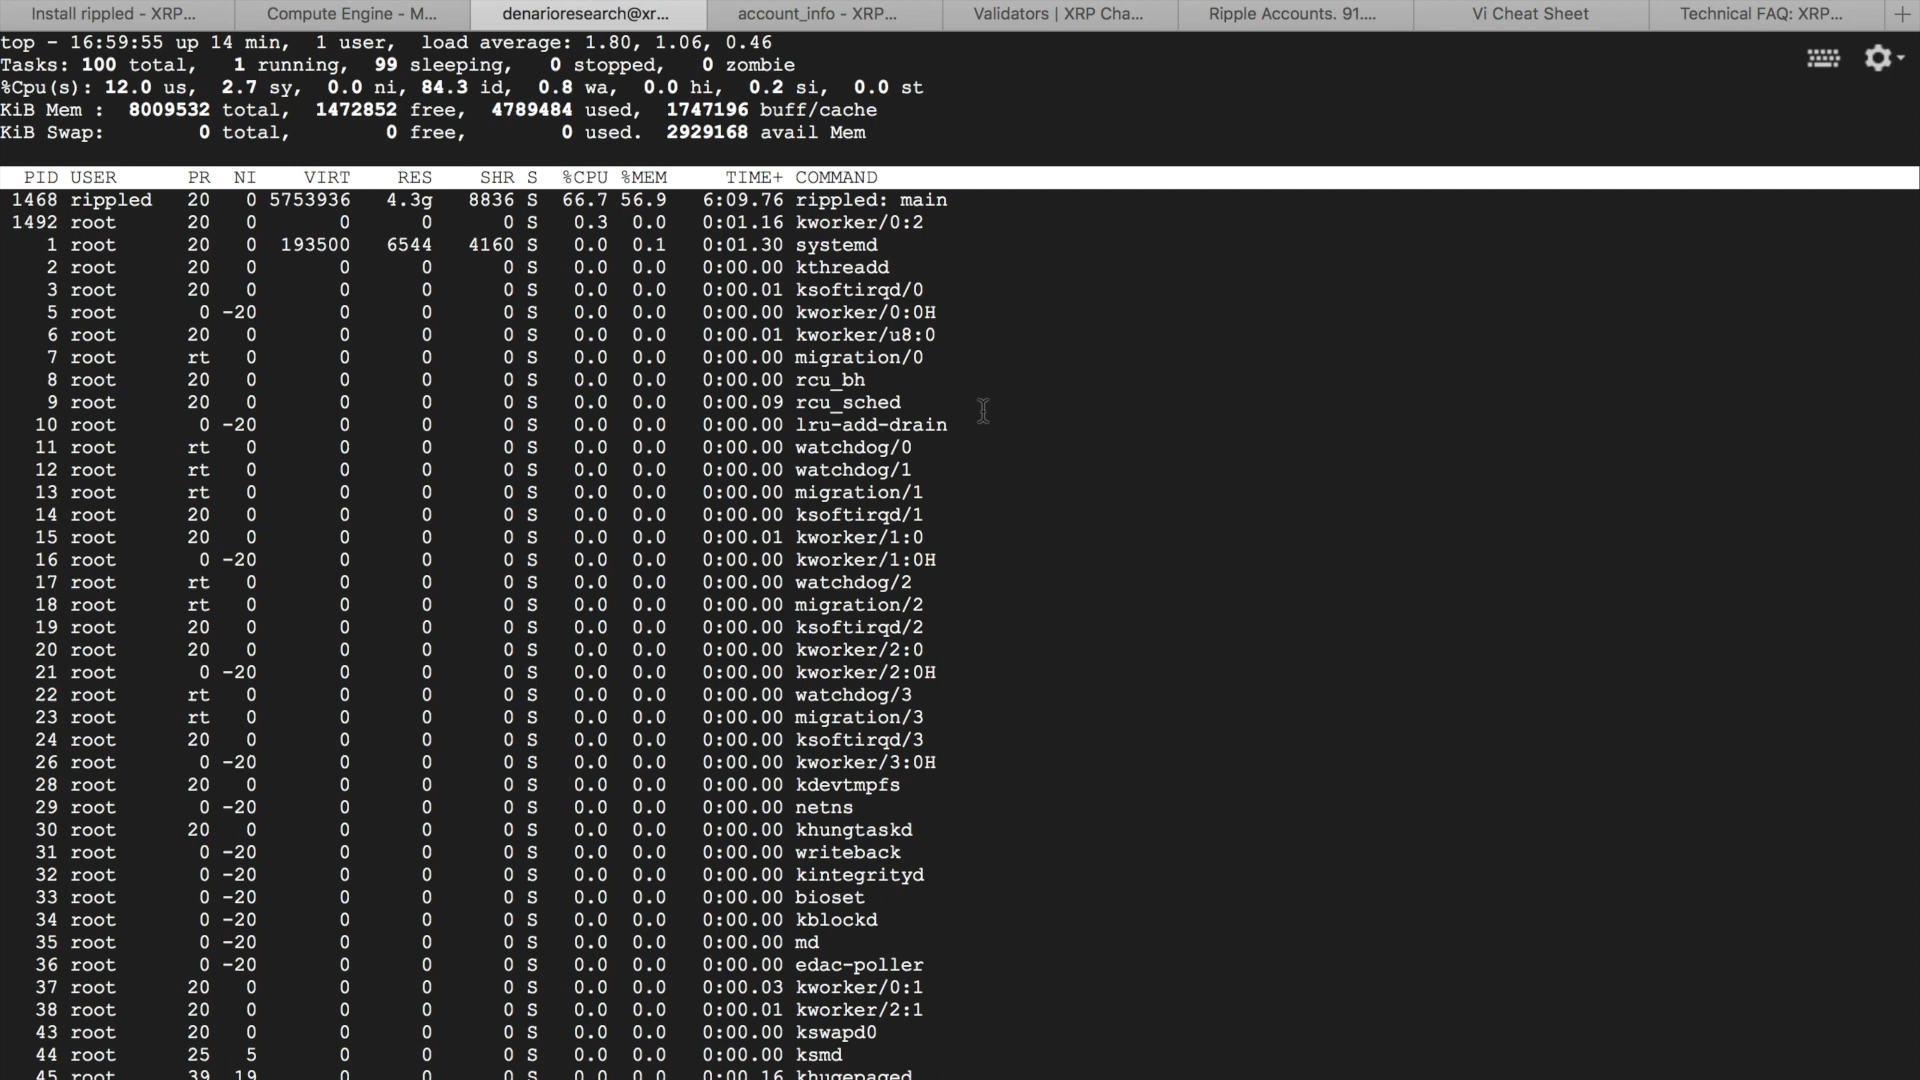 Install rippled - XRP...
Compute Engine - M...
denarioresearch@xr...
account_info - XRP...
Validators | XRP Cha...
Ripple Accounts. 91....
Vi Cheat Sheet
Technical FAQ: XRP...
top - 16:59:55 up 14 min,  1 user,  load average: 1.80, 1.06, 0.46
Tasks: 100 total,   1 running,  99 sleeping,   0 stopped,   0 zombie
%Cpu(s): 12.0 us,  2.7 sy,  0.0 ni, 84.3 id,  0.8 wa,  0.0 hi,  0.2 si,  0.0 st
KiB Mem :  8009532 total,  1472852 free,  4789484 used,  1747196 buff/cache
KiB Swap:        0 total,        0 free,        0 used.  2929168 avail Mem
PID USER PR NI VIRT RES SHR S %CPU %MEM TIME+ COMMAND
1468 rippled 20 0 5753936 4.3g 8836 S 66.7 56.9 6:09.76 rippled: main
1492 root 20 0 0 0 0 S 0.3 0.0 0:01.16 kworker/0:2
1 root 20 0 193500 6544 4160 S 0.0 0.1 0:01.30 systemd
2 root 20 0 0 0 0 S 0.0 0.0 0:00.00 kthreadd
3 root 20 0 0 0 0 S 0.0 0.0 0:00.01 ksoftirqd/0
5 root 0 -20 0 0 0 S 0.0 0.0 0:00.00 kworker/0:0H
6 root 20 0 0 0 0 S 0.0 0.0 0:00.01 kworker/u8:0
7 root rt 0 0 0 0 S 0.0 0.0 0:00.00 migration/0
8 root 20 0 0 0 0 S 0.0 0.0 0:00.00 rcu_bh
9 root 20 0 0 0 0 S 0.0 0.0 0:00.09 rcu_sched
10 root 0 -20 0 0 0 S 0.0 0.0 0:00.00 lru-add-drain
11 root rt 0 0 0 0 S 0.0 0.0 0:00.00 watchdog/0
12 root rt 0 0 0 0 S 0.0 0.0 0:00.00 watchdog/1
13 root rt 0 0 0 0 S 0.0 0.0 0:00.00 migration/1
14 root 20 0 0 0 0 S 0.0 0.0 0:00.00 ksoftirqd/1
15 root 20 0 0 0 0 S 0.0 0.0 0:00.01 kworker/1:0
16 root 0 -20 0 0 0 S 0.0 0.0 0:00.00 kworker/1:0H
17 root rt 0 0 0 0 S 0.0 0.0 0:00.00 watchdog/2
18 root rt 0 0 0 0 S 0.0 0.0 0:00.00 migration/2
19 root 20 0 0 0 0 S 0.0 0.0 0:00.00 ksoftirqd/2
20 root 20 0 0 0 0 S 0.0 0.0 0:00.00 kworker/2:0
21 root 0 -20 0 0 0 S 0.0 0.0 0:00.00 kworker/2:0H
22 root rt 0 0 0 0 S 0.0 0.0 0:00.00 watchdog/3
23 root rt 0 0 0 0 S 0.0 0.0 0:00.00 migration/3
24 root 20 0 0 0 0 S 0.0 0.0 0:00.00 ksoftirqd/3
26 root 0 -20 0 0 0 S 0.0 0.0 0:00.00 kworker/3:0H
28 root 20 0 0 0 0 S 0.0 0.0 0:00.00 kdevtmpfs
29 root 0 -20 0 0 0 S 0.0 0.0 0:00.00 netns
30 root 20 0 0 0 0 S 0.0 0.0 0:00.00 khungtaskd
31 root 0 -20 0 0 0 S 0.0 0.0 0:00.00 writeback
32 root 0 -20 0 0 0 S 0.0 0.0 0:00.00 kintegrityd
33 root 0 -20 0 0 0 S 0.0 0.0 0:00.00 bioset
34 root 0 -20 0 0 0 S 0.0 0.0 0:00.00 kblockd
35 root 0 -20 0 0 0 S 0.0 0.0 0:00.00 md
36 root 0 -20 0 0 0 S 0.0 0.0 0:00.00 edac-poller
37 root 20 0 0 0 0 S 0.0 0.0 0:00.03 kworker/0:1
38 root 20 0 0 0 0 S 0.0 0.0 0:00.01 kworker/2:1
43 root 20 0 0 0 0 S 0.0 0.0 0:00.00 kswapd0
44 root 25 5 0 0 0 S 0.0 0.0 0:00.00 ksmd
45 root 39 19 0 0 0 S 0.0 0.0 0:00.16 khugepaged